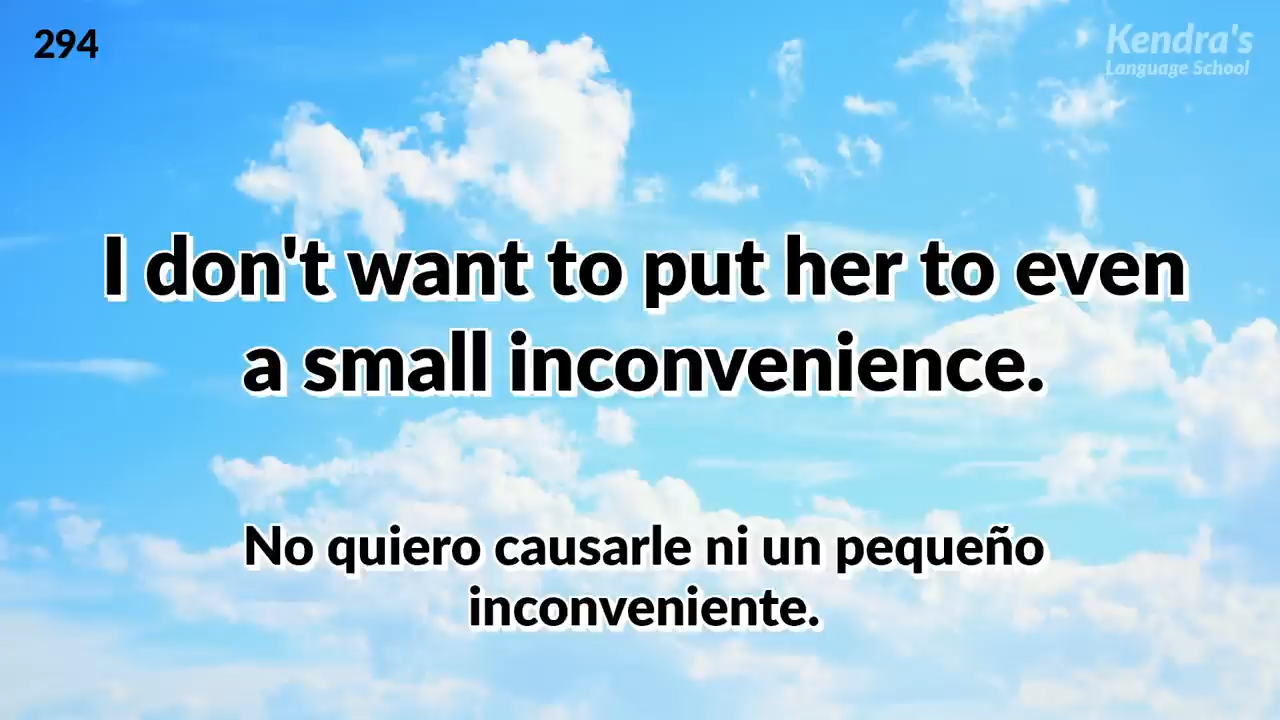 294
Kendra's
Language School
I don't want to put her to even
a small inconvenience.
No quiero causarle ni un pequeño
inconveniente.